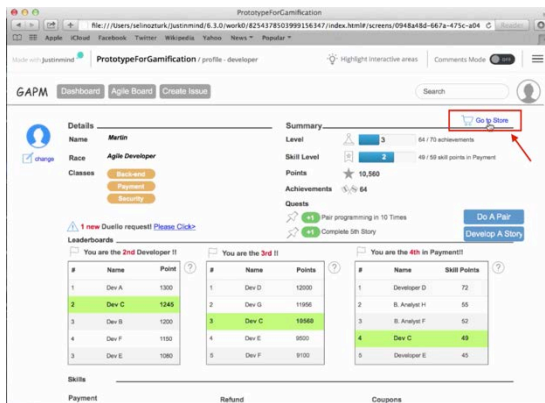 PrototypeForGamification
file:///Users/selinozturk/Justinmind/6.3.0/work0/8254378503999156347/index.html#/screens/0948a48d-667a-475c-a04
Reader
Apple iCloud Facebook Twitter Wikipedia Yahoo News Popular
Made with Justinmind PrototypeForGamification / profile - developer Highlight Interactive areas Comments Mode
GAPM Dashboard Agile Board Create Issue Search
Go to Store
Details Summary
Name Martin Level 3 64 / 70 achievements
change Race Agile Developer Skill Level 2 49 / 59 skill points in Payment
Classes Back-end Points 10,560
Payment Achievements 64
Security Quests
+1 Pair programming in 10 Times Do A Pair
1 new Duello request! Please Click> +1 Complete 5th Story Develop A Story
Leaderboards
You are the 2nd Developer !! You are the 3rd !! You are the 4th in Payment!!
# Name Point ? # Name Points ? # Name Skill Points ?
1 Dev A 1300 1 Dev D 12000 1 Developer D 72
2 Dev C 1245 2 Dev G 11956 2 B. Analyst H 55
3 Dev B 1200 3 Dev C 10560 3 B. Analyst F 52
4 Dev F 1150 4 Dev E 9500 4 Dev C 49
5 Dev E 1080 5 Dev F 9100 5 Developer E 45
Skills
Payment Refund Coupons